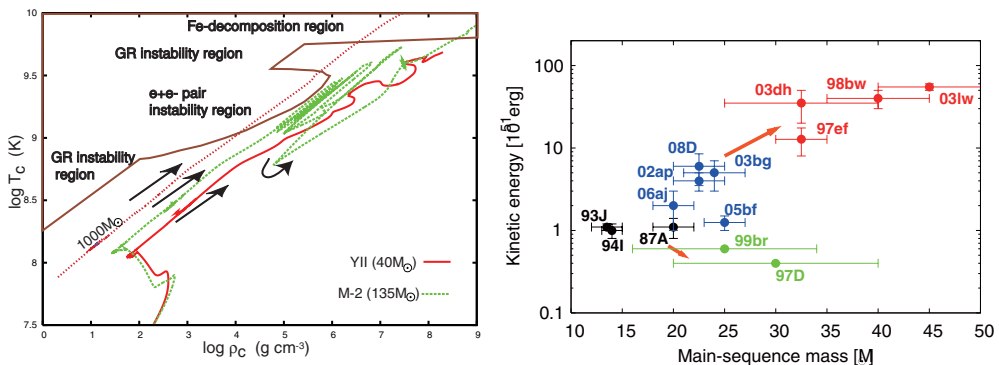 10
9.5
9
8.5
8
7.5
log T_C (K)
Fe-decomposition region
GR instability region
e+e- pair
instability region
GR instability
region
1000M☉
YII (40M☉)
M-2 (135M☉)
0 1 2 3 4 5 6 7 8 9
log ρ_C (g cm⁻³)
100
10
1
0.1
Kinetic energy [10⁵¹erg]
03dh
98bw
03lw
97ef
08D
02ap
03bg
06aj
05bf
93J
94I
87A
99br
97D
10 15 20 25 30 35 40 45 50
Main-sequence mass [M☉]